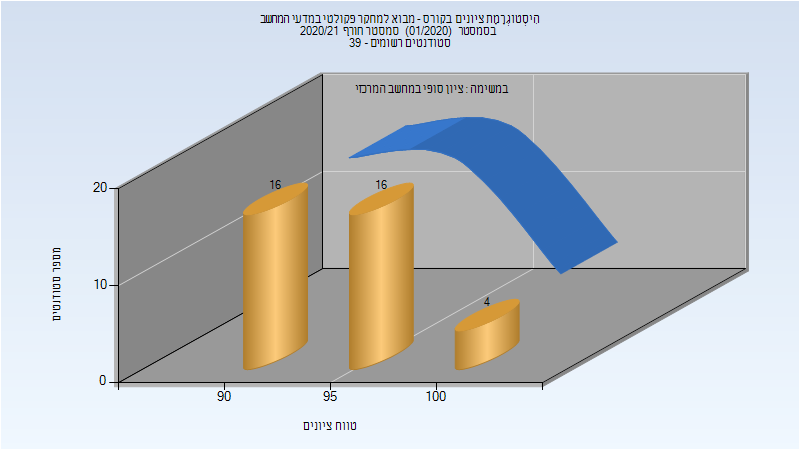 היסטוגרמת ציונים בקורס - מבוא למחקר פקולטי במדעי המחשב
בסמסטר (01/2020) סמסטר חורף 2020/21
סטודנטים רשומים - 39
במשימה : ציון סופי במחשב המרכזי
16
16
4
20
10
0
90
95
100
מספר סטודנטים
טווח ציונים